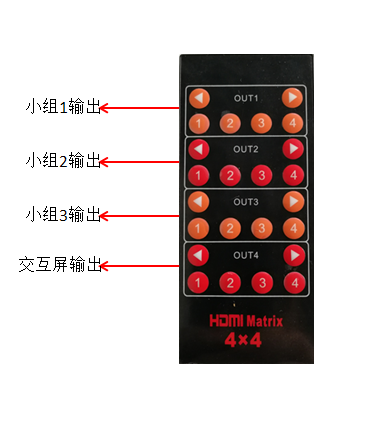 小组1输出
OUT1
1 2 3 4
小组2输出
OUT2
1 2 3 4
小组3输出
OUT3
1 2 3 4
交互屏输出
OUT4
1 2 3 4
HDMI Matrix
4×4